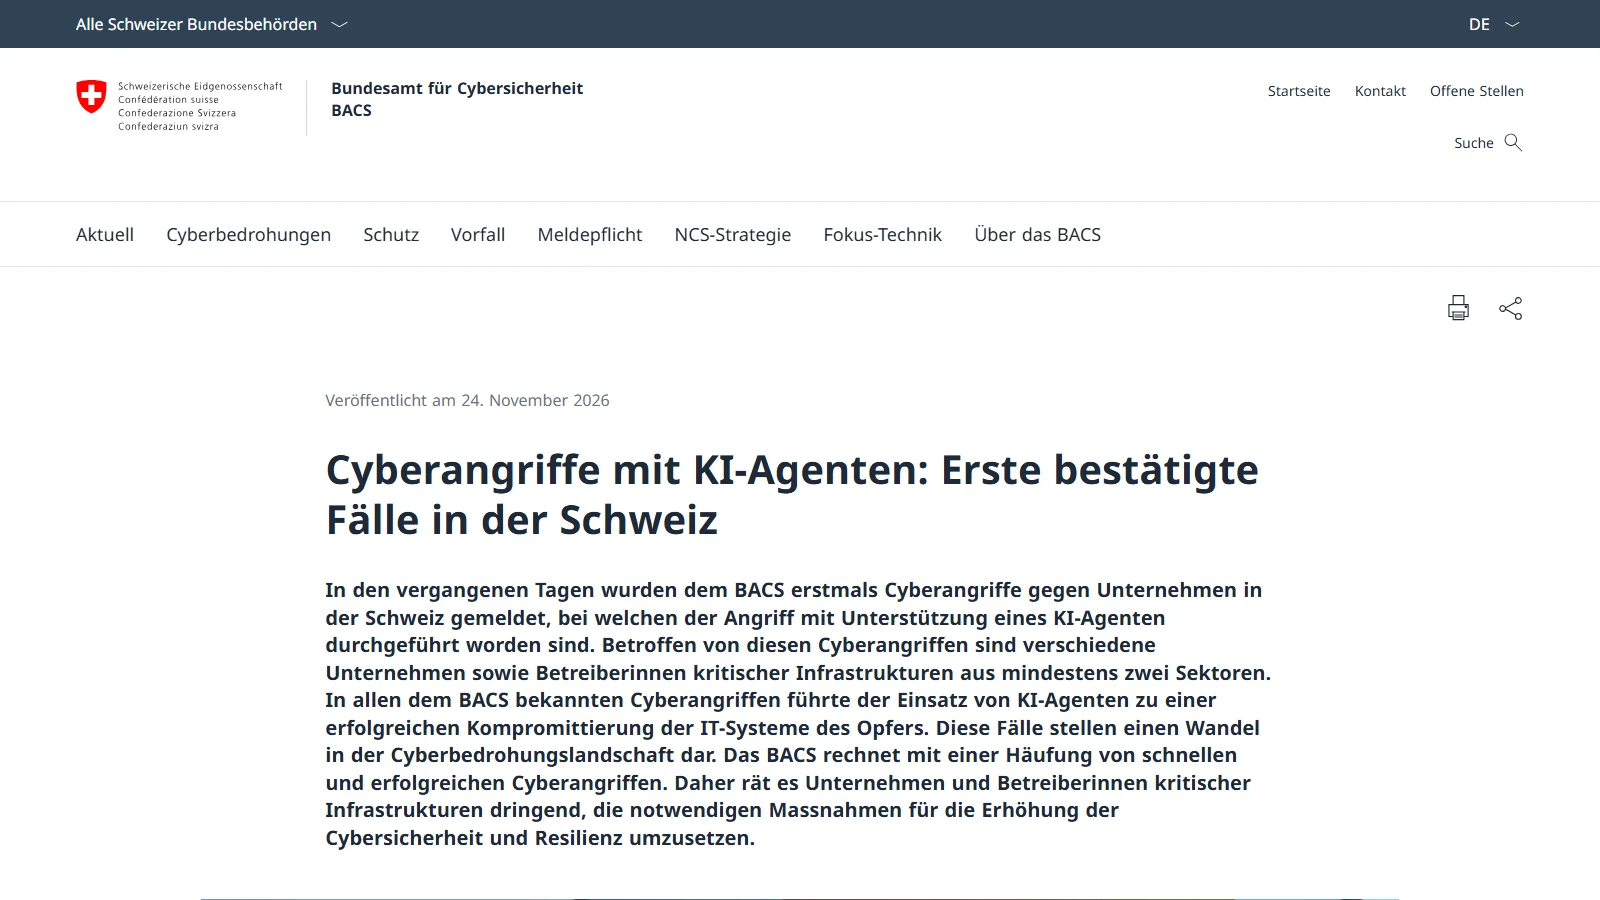 Alle Schweizer Bundesbehörden
DE
Schweizerische Eidgenossenschaft
Confédération suisse
Confederazione Svizzera
Confederaziun svizra
Bundesamt für Cybersicherheit
BACS
Startseite Kontakt Offene Stellen
Suche
Aktuell Cyberbedrohungen Schutz Vorfall Meldepflicht NCS-Strategie Fokus-Technik Über das BACS
Veröffentlicht am 24. November 2026
Cyberangriffe mit KI-Agenten: Erste bestätigte
Fälle in der Schweiz
In den vergangenen Tagen wurden dem BACS erstmals Cyberangriffe gegen Unternehmen in
der Schweiz gemeldet, bei welchen der Angriff mit Unterstützung eines KI-Agenten
durchgeführt worden sind. Betroffen von diesen Cyberangriffen sind verschiedene
Unternehmen sowie Betreiberinnen kritischer Infrastrukturen aus mindestens zwei Sektoren.
In allen dem BACS bekannten Cyberangriffen führte der Einsatz von KI-Agenten zu einer
erfolgreichen Kompromittierung der IT-Systeme des Opfers. Diese Fälle stellen einen Wandel
in der Cyberbedrohungslandschaft dar. Das BACS rechnet mit einer Häufung von schnellen
und erfolgreichen Cyberangriffen. Daher rät es Unternehmen und Betreiberinnen kritischer
Infrastrukturen dringend, die notwendigen Massnahmen für die Erhöhung der
Cybersicherheit und Resilienz umzusetzen.